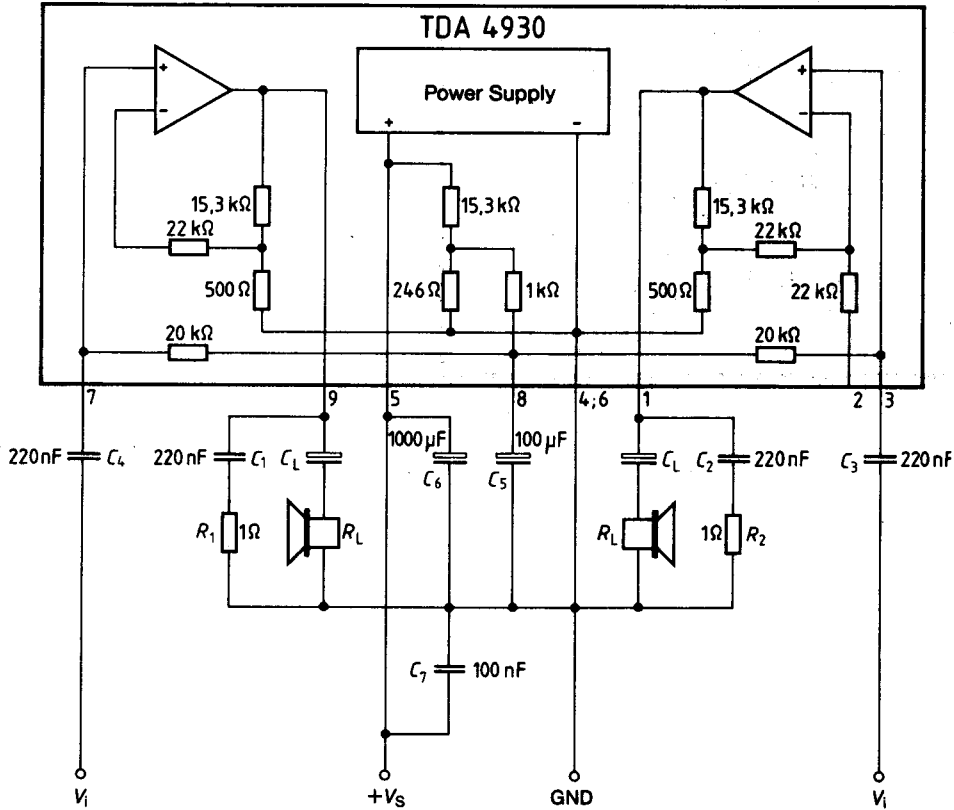 TDA 4930
Power Supply
+
-
+
-
+
-
15,3 kΩ
22 kΩ
500 Ω
15,3 kΩ
246 Ω
1 kΩ
15,3 kΩ
22 kΩ
500 Ω
22 kΩ
20 kΩ
20 kΩ
7
9
5
8
4;6
1
2
3
220 nF
C4
220 nF
C1
CL
1000 µF
C6
100 µF
C5
CL
C2
220 nF
C3
220 nF
R1
1Ω
RL
RL
1Ω
R2
C7
100 nF
Vi
+VS
GND
Vi